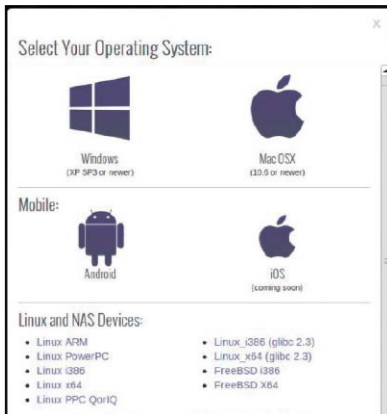 x
Select Your Operating System:
Windows
(XP SP3 or newer)
Mac OSX
(10.6 or newer)
Mobile:
Android
iOS
(coming soon)
Linux and NAS Devices:
• Linux ARM
• Linux PowerPC
• Linux i386
• Linux x64
• Linux PPC QorIQ
• Linux_i386 (glibc 2.3)
• Linux_x64 (glibc 2.3)
• FreeBSD i386
• FreeBSD X64